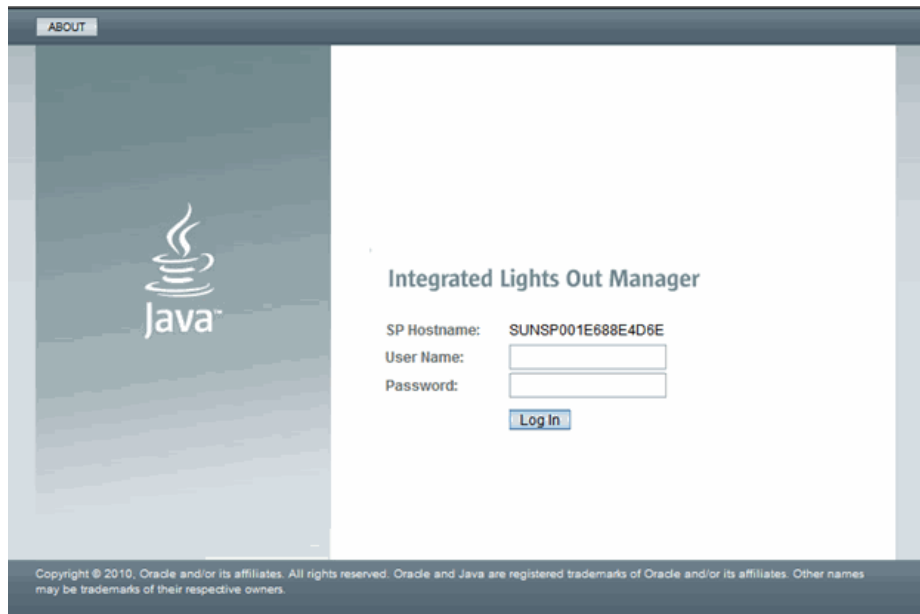 ABOUT
Java™
Integrated Lights Out Manager
SP Hostname: SUNSP001E688E4D6E
User Name:
Password:
Log In
Copyright © 2010, Oracle and/or its affiliates. All rights reserved. Oracle and Java are registered trademarks of Oracle and/or its affiliates. Other names
may be trademarks of their respective owners.